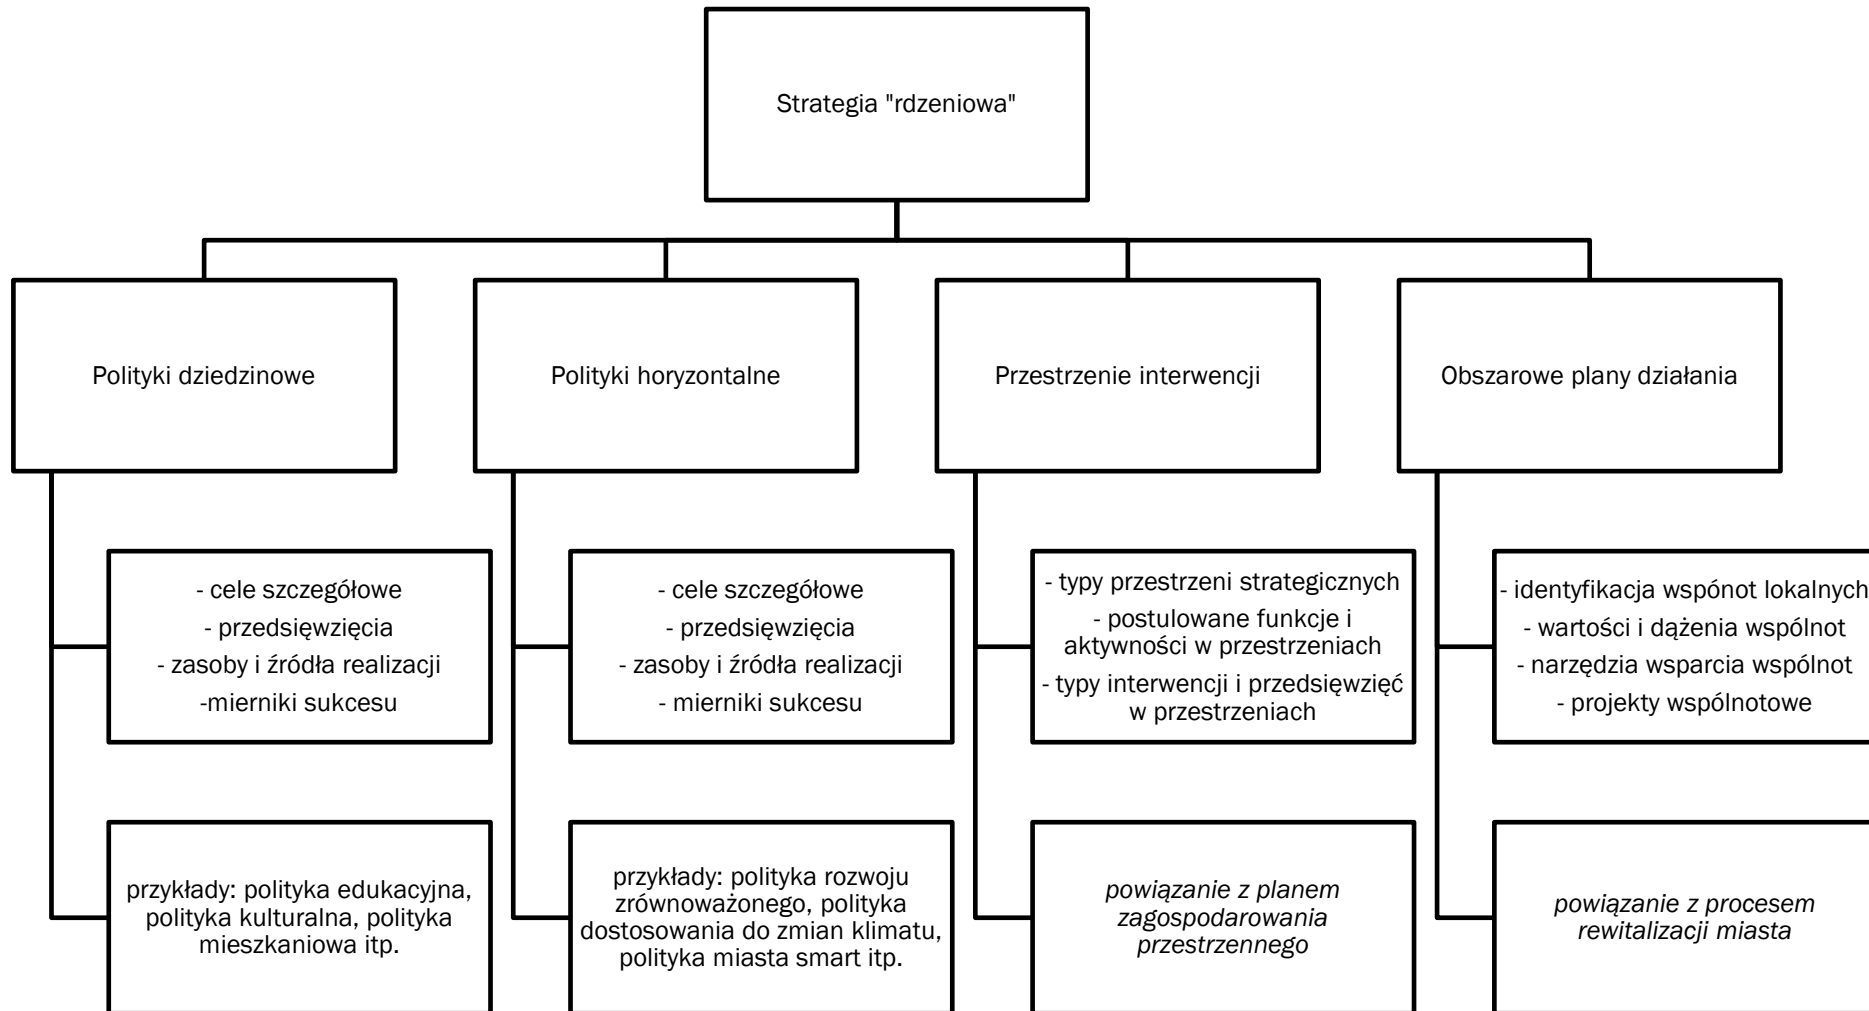 Strategia "rdzeniowa"
Polityki dziedzinowe
- cele szczegółowe
- przedsięwzięcia
- zasoby i źródła realizacji
-mierniki sukcesu
przykłady: polityka edukacyjna,
polityka kulturalna, polityka
mieszkaniowa itp.
Polityki horyzontalne
- cele szczegółowe
- przedsięwzięcia
- zasoby i źródła realizacji
- mierniki sukcesu
przykłady: polityka rozwoju
zrównoważonego, polityka
dostosowania do zmian klimatu,
polityka miasta smart itp.
Przestrzenie interwencji
- typy przestrzeni strategicznych
- postulowane funkcje i
aktywności w przestrzeniach
- typy interwencji i przedsięwzięć
w przestrzeniach
powiązanie z planem
zagospodarowania
przestrzennego
Obszarowe plany działania
- identyfikacja wspónot lokalnych
- wartości i dążenia wspólnot
- narzędzia wsparcia wspólnot
- projekty wspólnotowe
powiązanie z procesem
rewitalizacji miasta